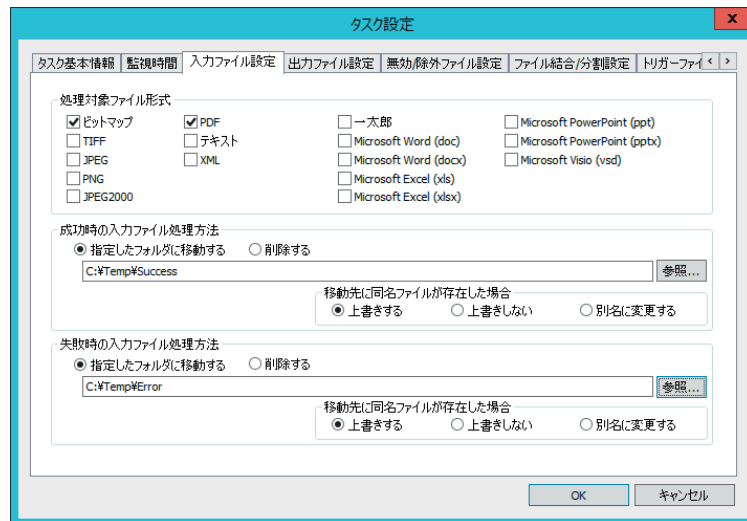 タスク設定
x
タスク基本情報 監視時間 入力ファイル設定 出力ファイル設定 無効/除外ファイル設定 ファイル結合/分割設定 トリガーファイ < >
処理対象ファイル形式
ビットマップ PDF 一太郎 Microsoft PowerPoint (ppt)
TIFF テキスト Microsoft Word (doc) Microsoft PowerPoint (pptx)
JPEG XML Microsoft Word (docx) Microsoft Visio (vsd)
PNG Microsoft Excel (xls)
JPEG2000 Microsoft Excel (xlsx)
成功時の入力ファイル処理方法
指定したフォルダに移動する 削除する
C:¥Temp¥Success 参照...
移動先に同名ファイルが存在した場合
上書きする 上書きしない 別名に変更する
失敗時の入力ファイル処理方法
指定したフォルダに移動する 削除する
C:¥Temp¥Error 参照...
移動先に同名ファイルが存在した場合
上書きする 上書きしない 別名に変更する
OK キャンセル